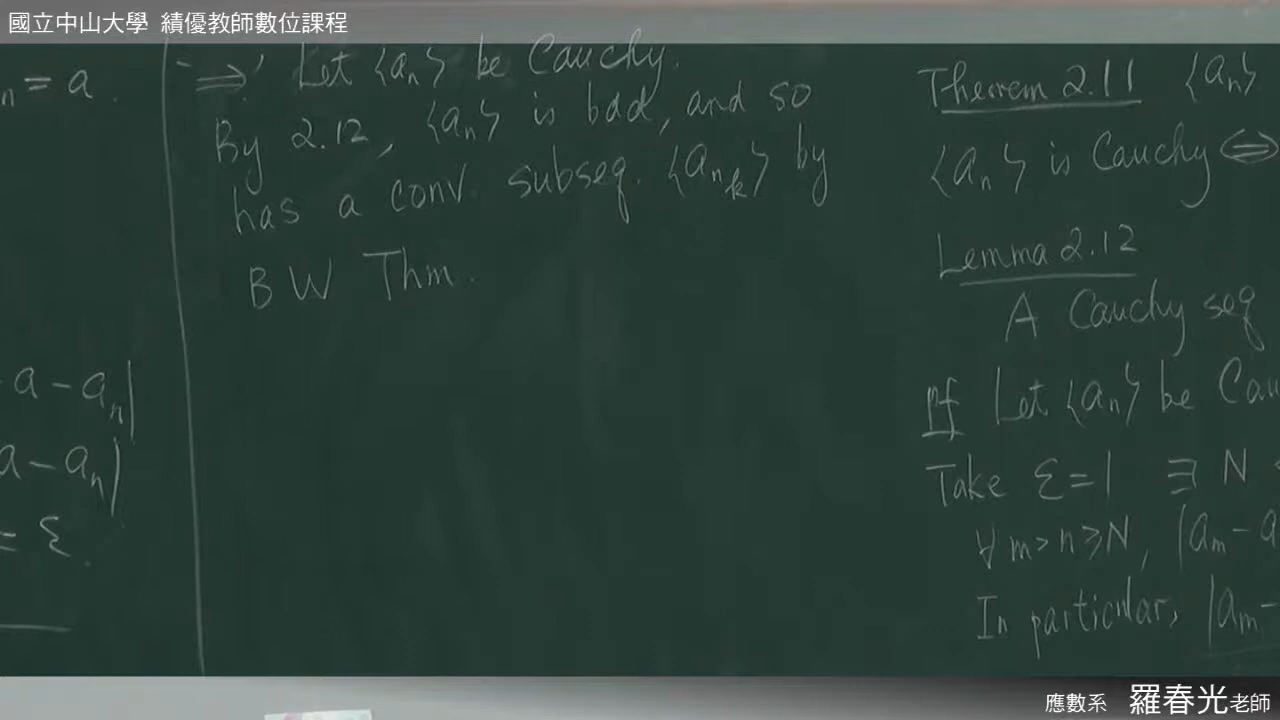 國立中山大學 績優教師數位課程
n = a.
- a - aₙ|
a - aₙ|
= ε.
"⇒" Let ⟨aₙ⟩ be Cauchy.
By 2.12, ⟨aₙ⟩ is bdd, and so
has a conv. subseq. ⟨aₙₖ⟩ by
BW Thm.
Theorem 2.11 ⟨aₙ⟩
⟨aₙ⟩ is Cauchy ⇔
Lemma 2.12
A Cauchy seq
Pf Let ⟨aₙ⟩ be Cau
Take ε=1 ∃ N
∀ m>n≥N, |aₘ - a
In particular, |aₘ -
應數系 羅春光老師